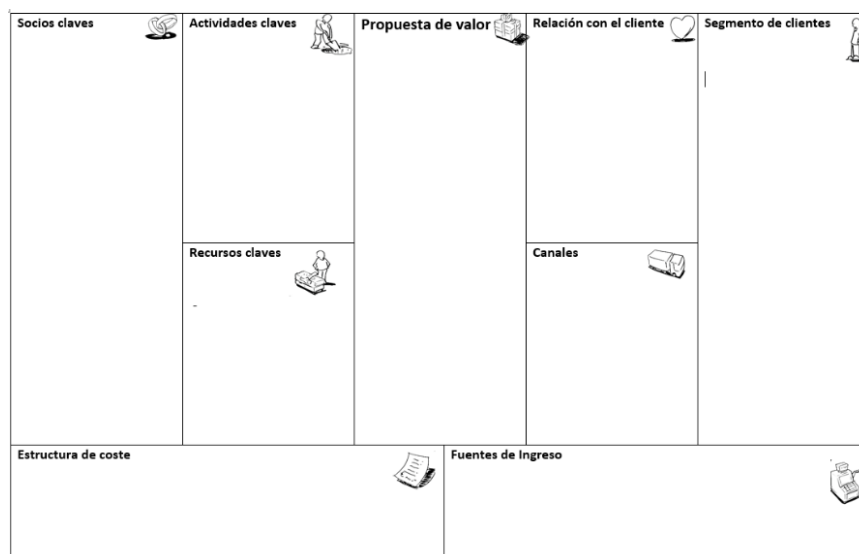 Socios claves
Actividades claves
Propuesta de valor
Relación con el cliente
Segmento de clientes
Recursos claves
Canales
Estructura de coste
Fuentes de Ingreso